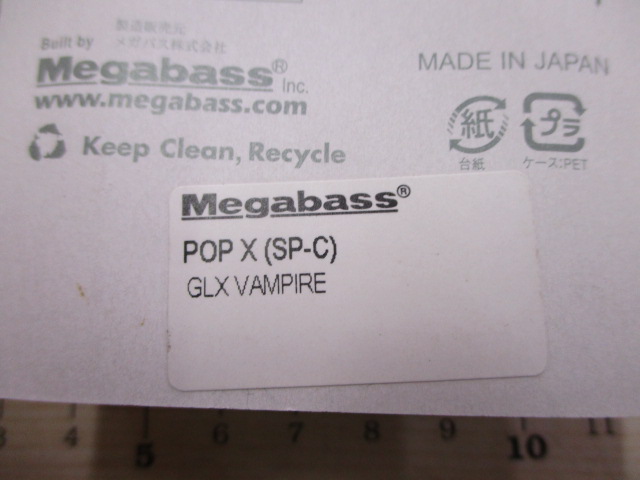 製造販売元
Built by メガバス株式会社
Megabass® Inc.
www.megabass.com
Keep Clean, Recycle
MADE IN JAPAN
紙 プラ
台紙 ケース:PET
Megabass®
POP X (SP-C)
GLX VAMPIRE
3 4 5 6 7 8 9 10 11